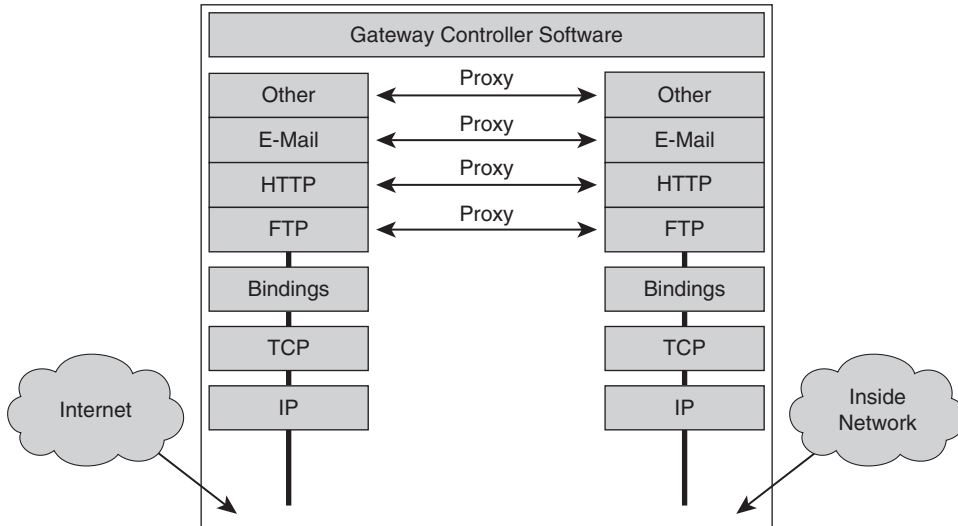 Gateway Controller Software
Other
Proxy
Other
E-Mail
Proxy
E-Mail
HTTP
Proxy
HTTP
FTP
Proxy
FTP
Bindings
Bindings
TCP
TCP
Internet
IP
IP
Inside
Network